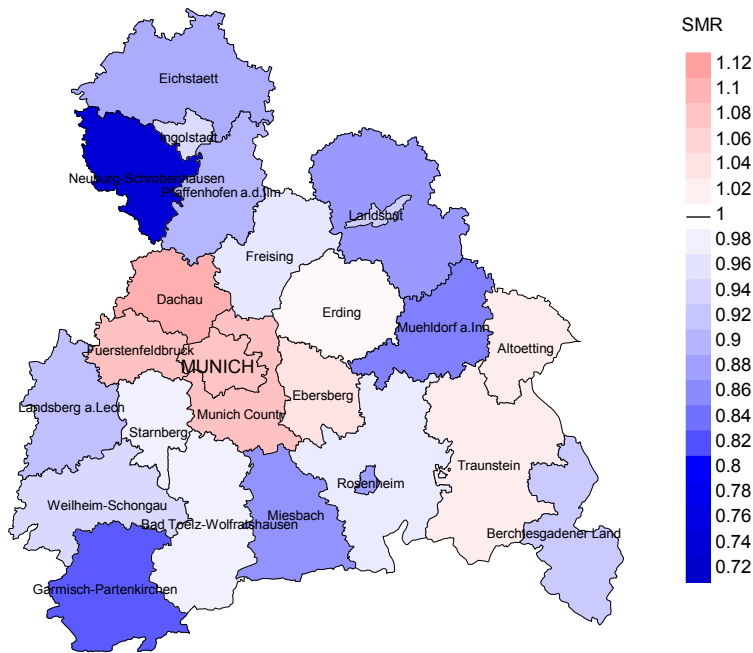 SMR
1.12
1.1
1.08
1.06
1.04
1.02
1
0.98
0.96
0.94
0.92
0.9
0.88
0.86
0.84
0.82
0.8
0.78
0.76
0.74
0.72
Eichstaett
Ingolstadt
Neuburg-Schrobenhausen
Pfaffenhofen a.d.Ilm
Landshut
Freising
Dachau
Erding
Muehldorf a.Inn
Altoetting
Fuerstenfeldbruck
MUNICH
Ebersberg
Landsberg a.Lech
Munich County
Starnberg
Traunstein
Rosenheim
Weilheim-Schongau
Miesbach
Bad Toelz-Wolfratshausen
Berchtesgadener Land
Garmisch-Partenkirchen